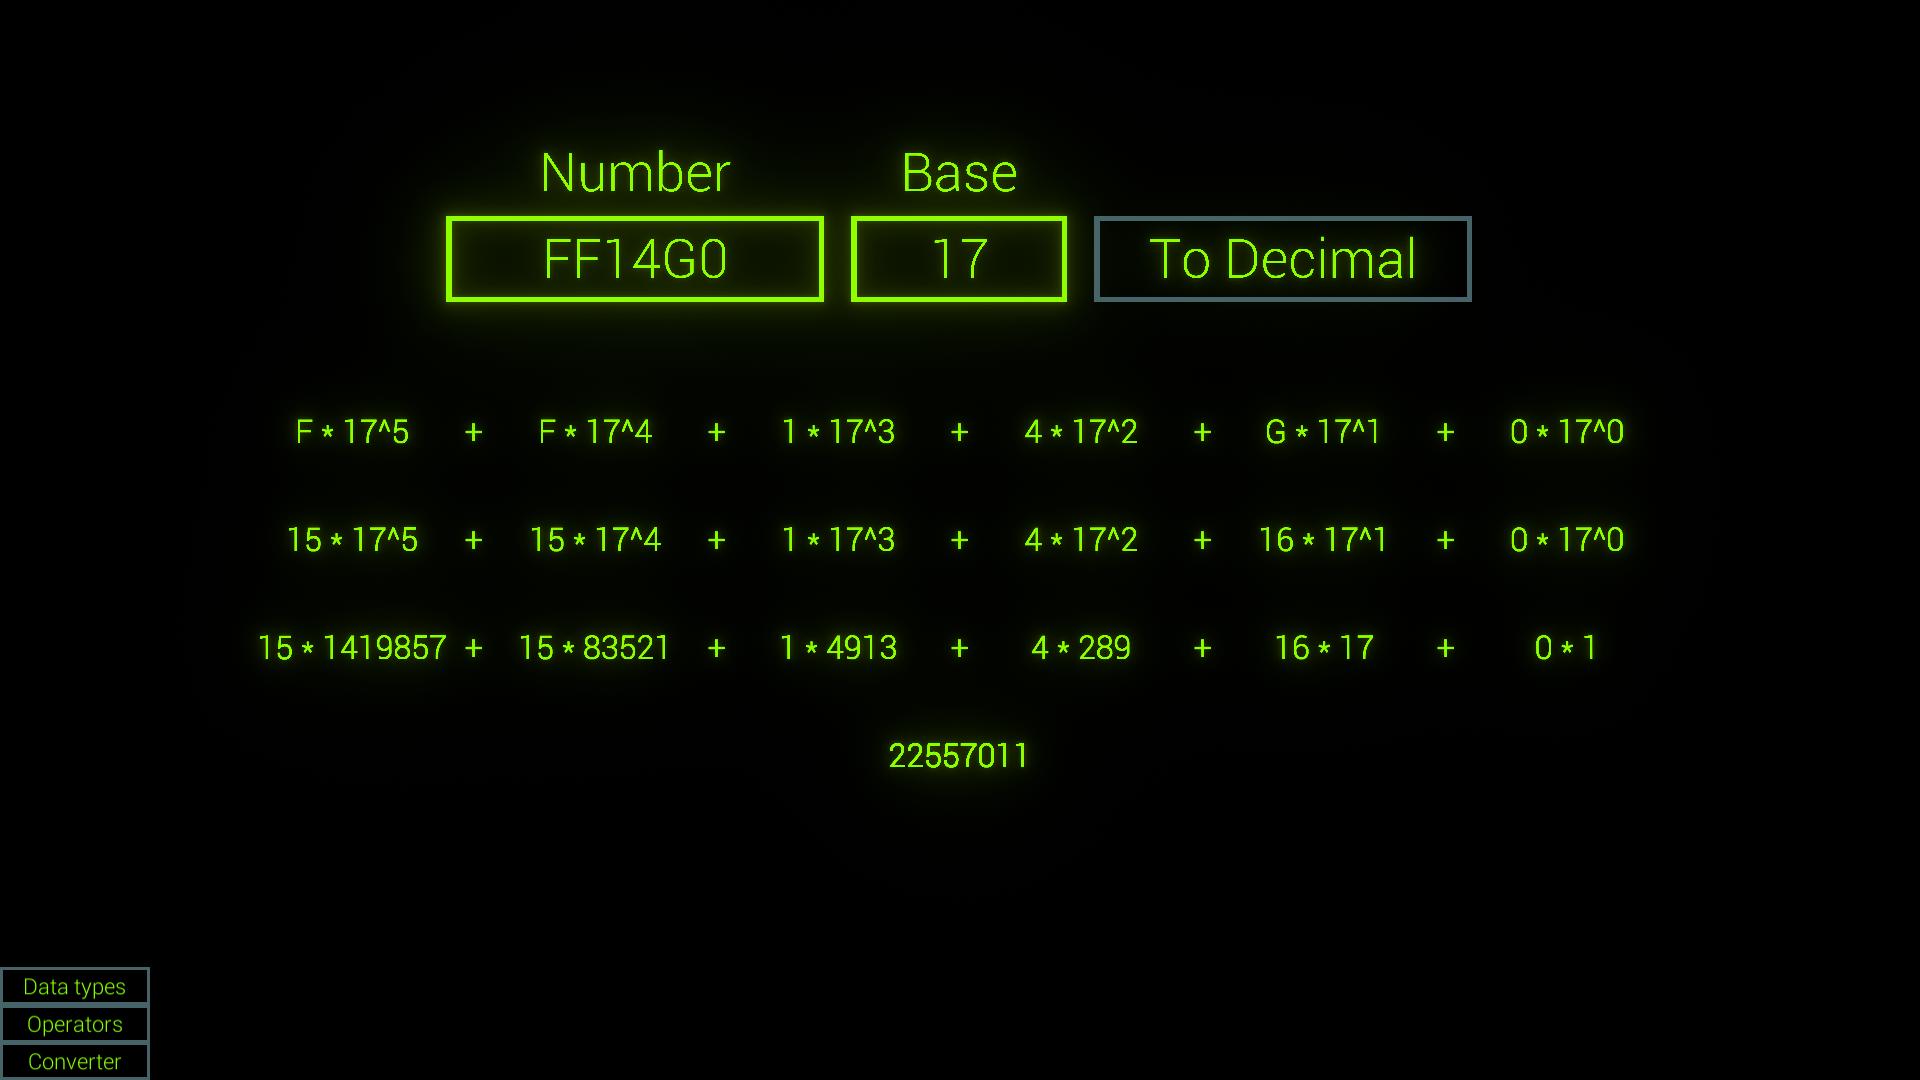 Number Base
FF14G0 17 To Decimal
F * 17^5 + F * 17^4 + 1 * 17^3 + 4 * 17^2 + G * 17^1 + 0 * 17^0
15 * 17^5 + 15 * 17^4 + 1 * 17^3 + 4 * 17^2 + 16 * 17^1 + 0 * 17^0
15 * 1419857 + 15 * 83521 + 1 * 4913 + 4 * 289 + 16 * 17 + 0 * 1
22557011
Data types
Operators
Converter